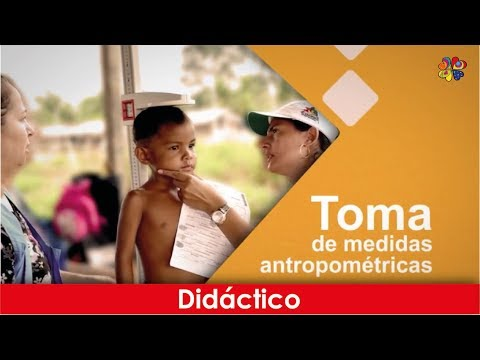 Toma
de medidas
antropométricas
Didáctico